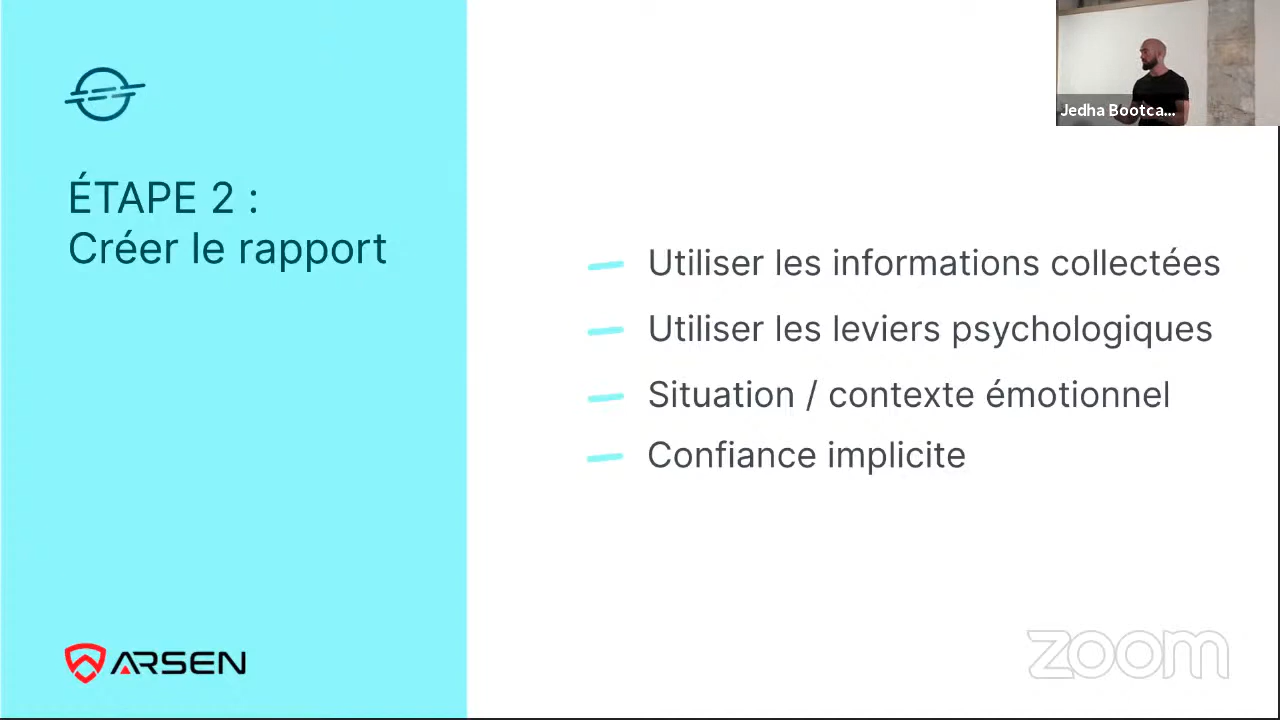 Jedha Bootca...
ÉTAPE 2 :
Créer le rapport
Utiliser les informations collectées
Utiliser les leviers psychologiques
Situation / contexte émotionnel
Confiance implicite
ARSEN
zoom